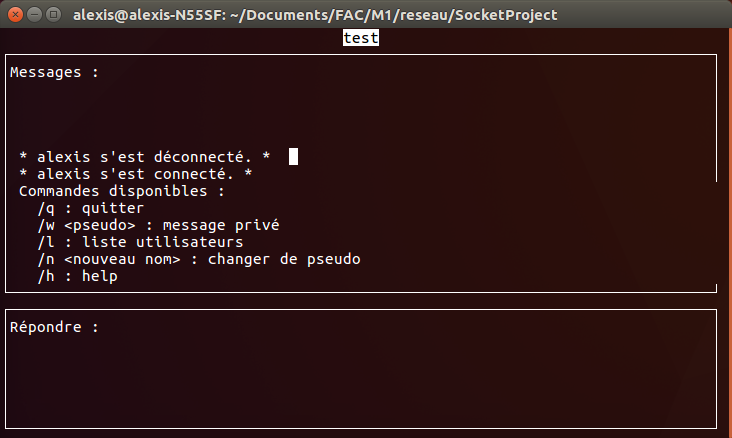 alexis@alexis-N55SF: ~/Documents/FAC/M1/reseau/SocketProject
test
Messages :
* alexis s'est déconnecté. *
* alexis s'est connecté. *
Commandes disponibles :
/q : quitter
/w <pseudo> : message privé
/l : liste utilisateurs
/n <nouveau nom> : changer de pseudo
/h : help
Répondre :